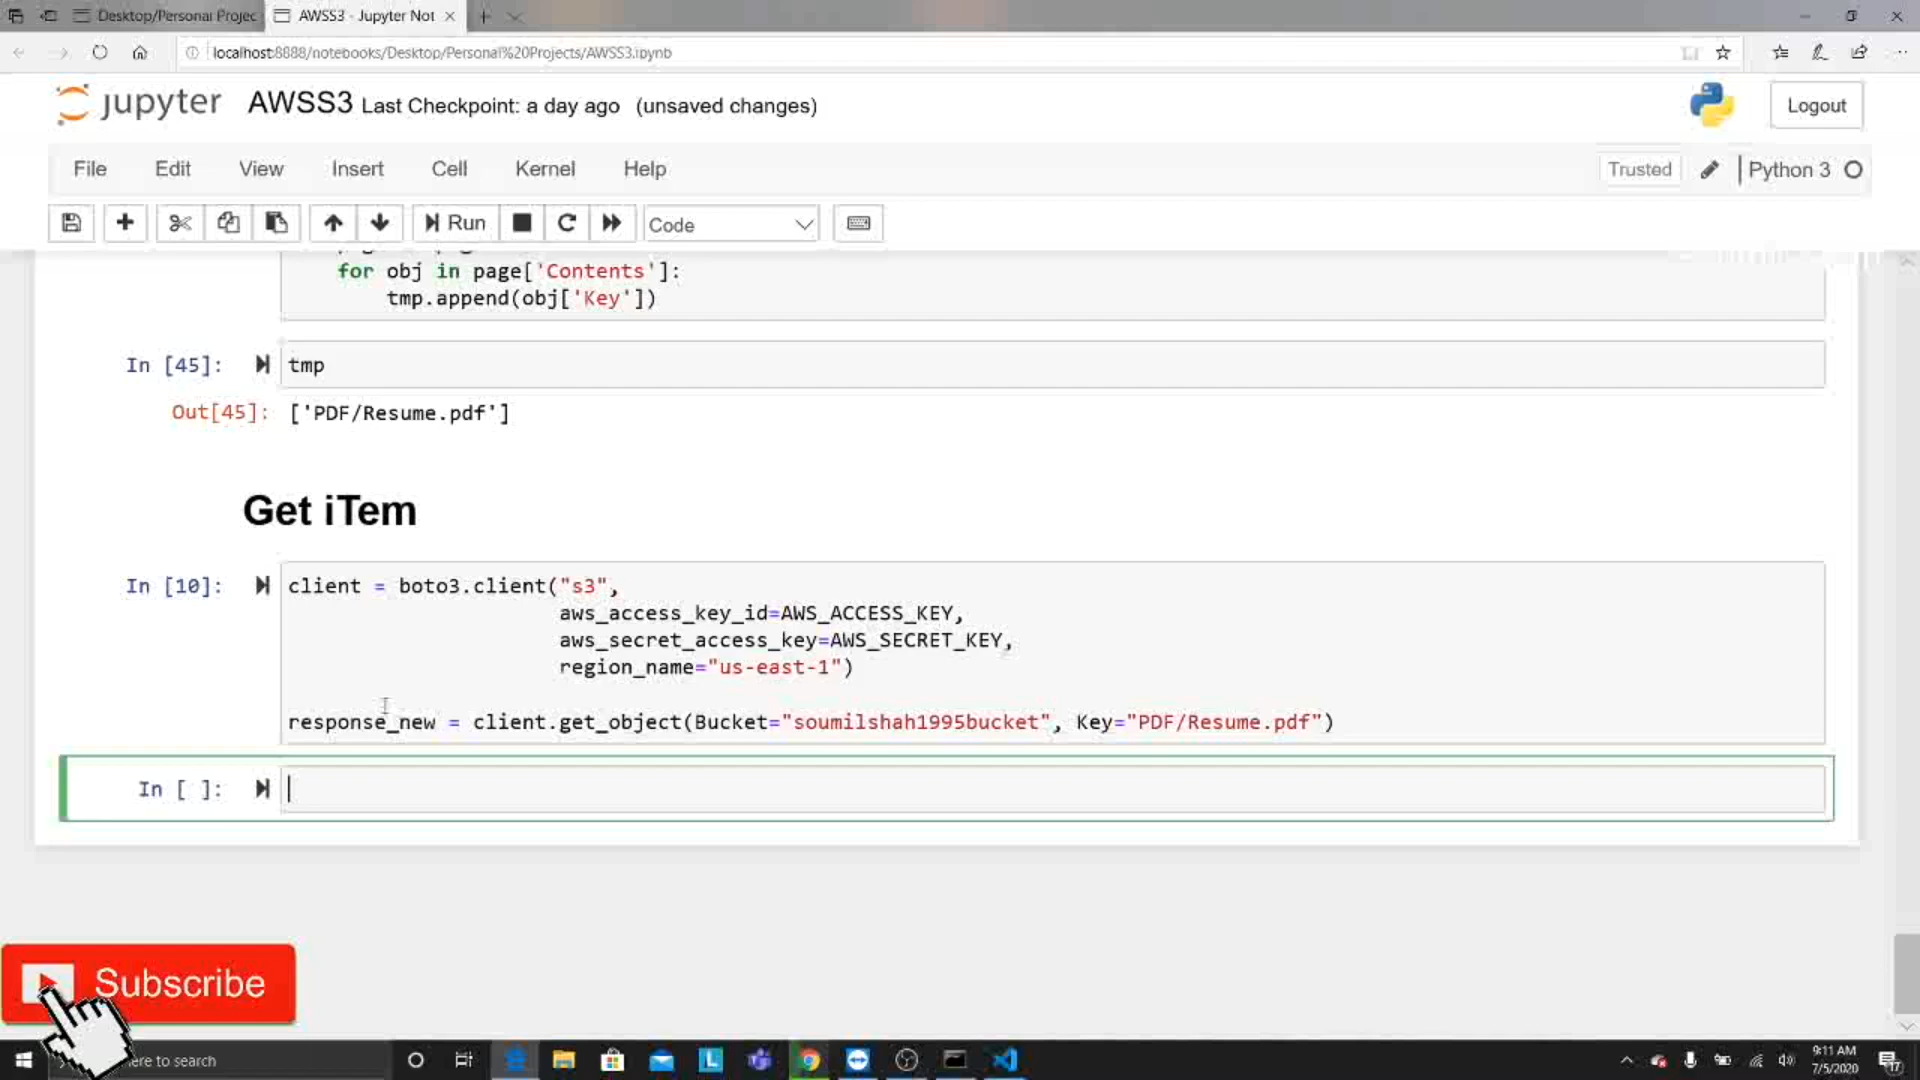 Desktop/Personal Projec
AWSS3 - Jupyter Not
localhost:8888/notebooks/Desktop/Personal%20Projects/AWSS3.ipynb
jupyter AWSS3 Last Checkpoint: a day ago (unsaved changes)
Logout
File Edit View Insert Cell Kernel Help
Trusted
Python 3
Run
Code
for obj in page['Contents']:
tmp.append(obj['Key'])
In [45]: tmp
Out[45]: ['PDF/Resume.pdf']
Get iTem
In [10]: client = boto3.client("s3",
aws_access_key_id=AWS_ACCESS_KEY,
aws_secret_access_key=AWS_SECRET_KEY,
region_name="us-east-1")
response_new = client.get_object(Bucket="soumilshah1995bucket", Key="PDF/Resume.pdf")
In [ ]:
Subscribe
ere to search
9:11 AM
7/5/2020
17